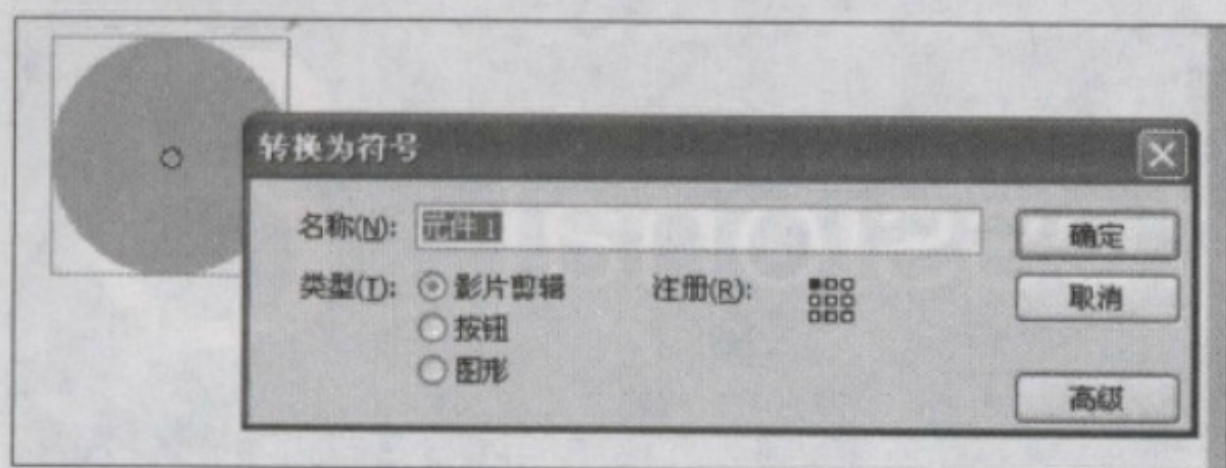 转换为符号
名称(N): 元件 1 确定
类型(T): 影片剪辑 注册(R): 取消
按钮
图形
高级